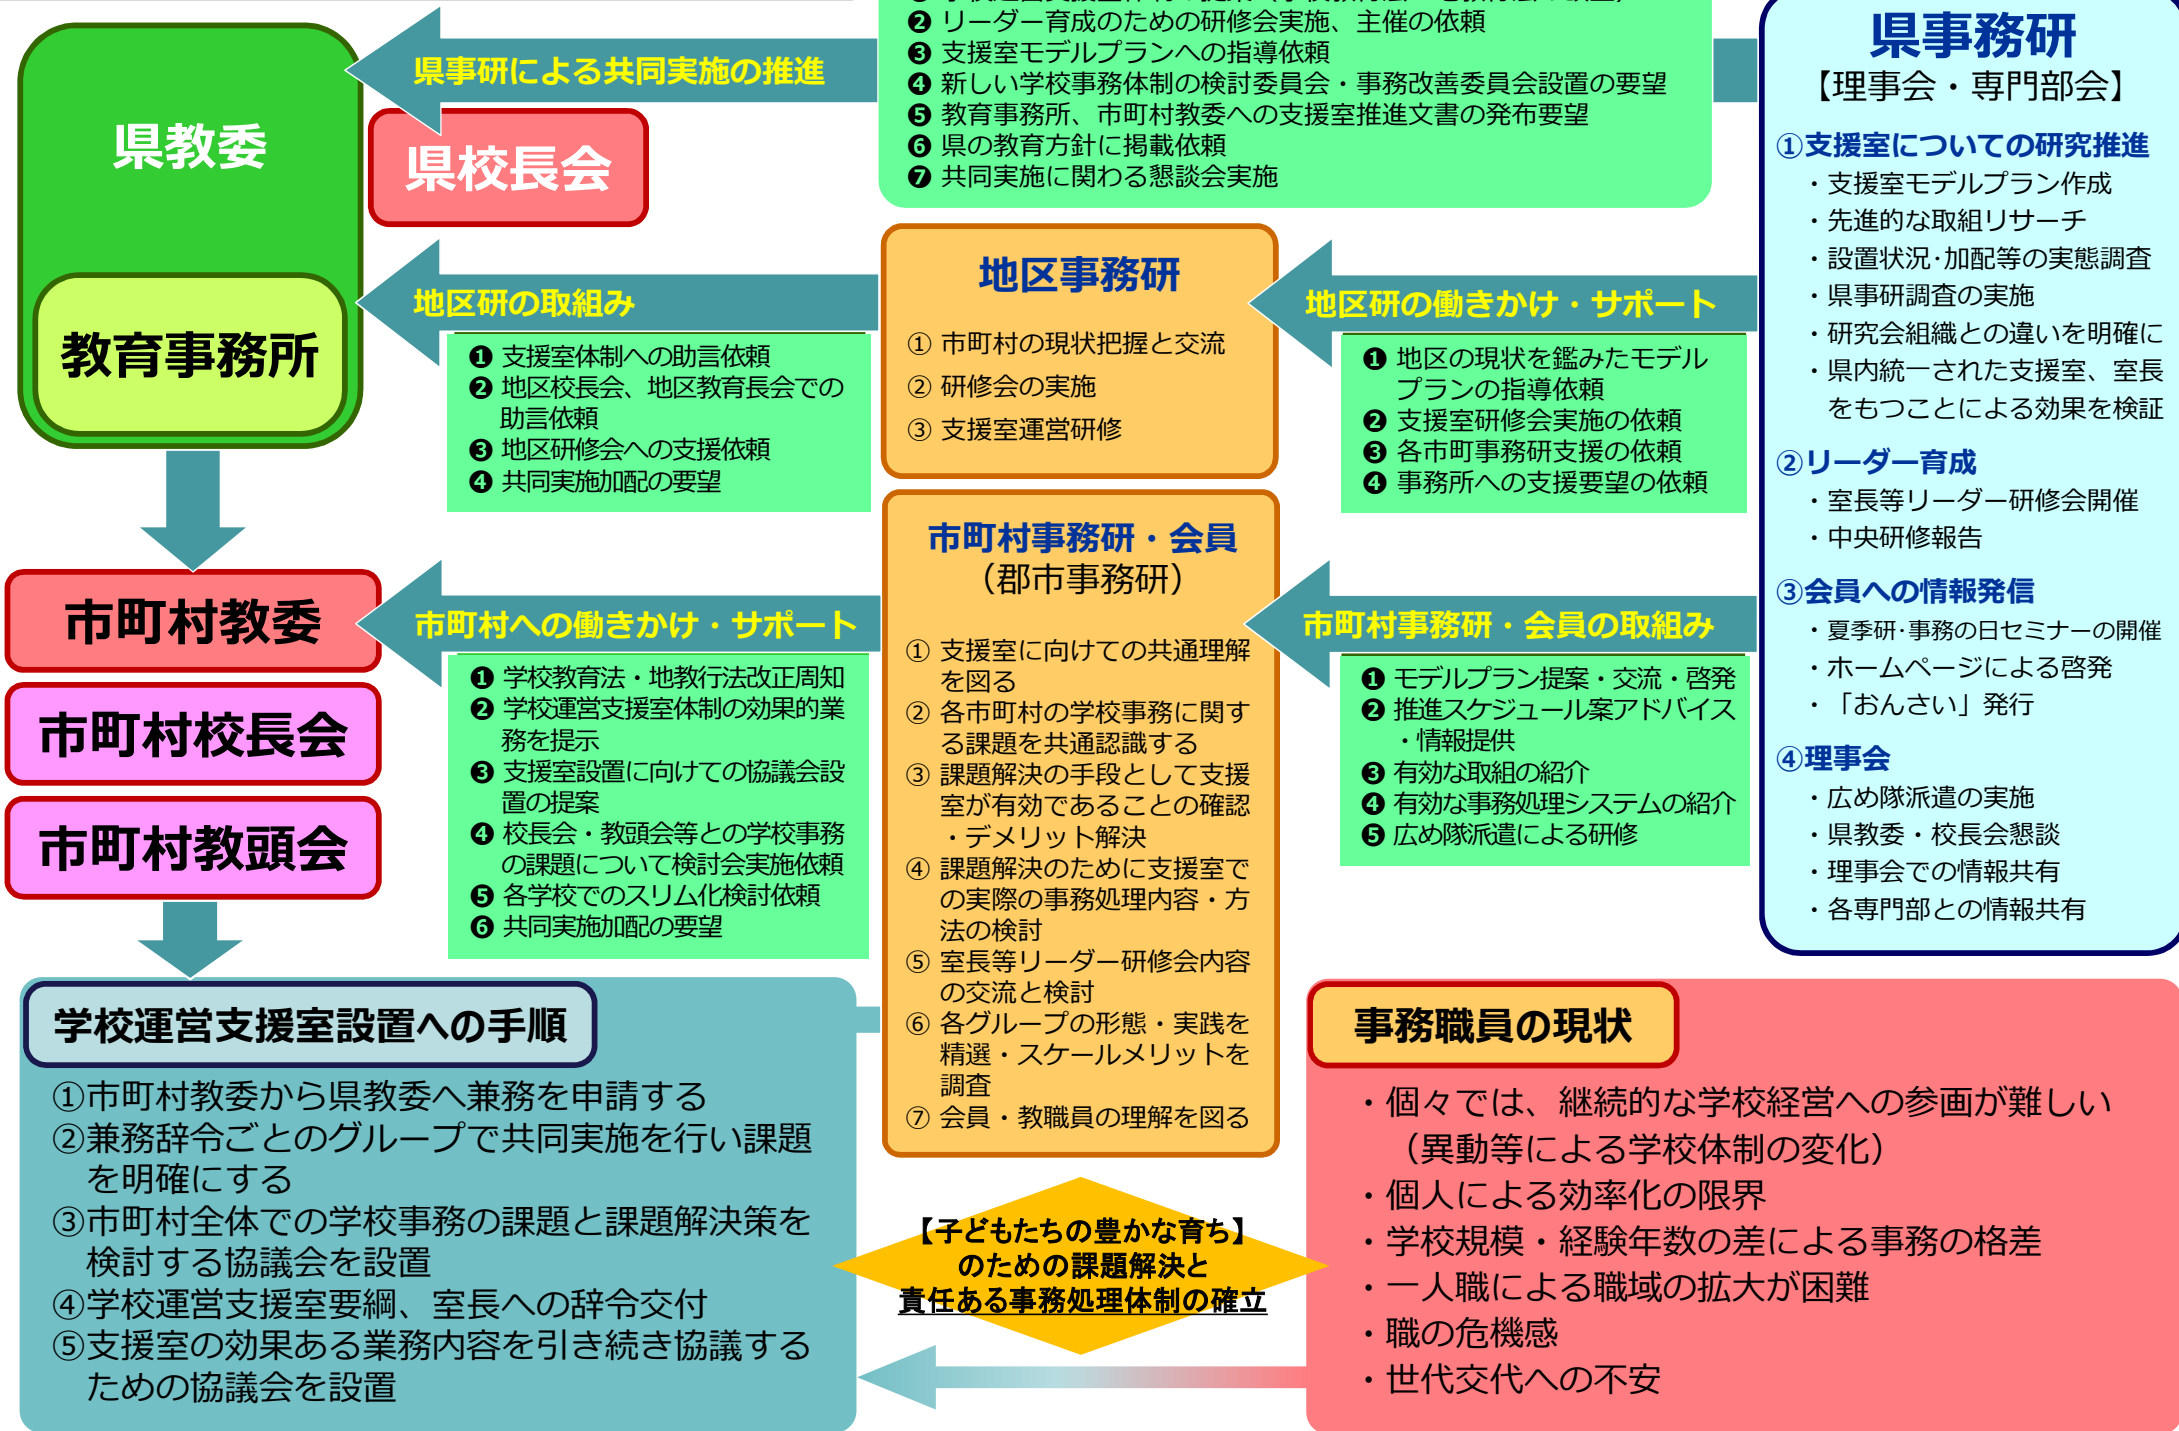 ❷ リーダー育成のための研修会実施、主催の依頼
❸ 支援室モデルプランへの指導依頼
❹ 新しい学校事務体制の検討委員会・事務改善委員会設置の要望
❺ 教育事務所、市町村教委への支援室推進文書の発布要望
❻ 県の教育方針に掲載依頼
❼ 共同実施に関わる懇談会実施
県事研による共同実施の推進
県教委
県校長会
教育事務所
県事務研
【理事会・専門部会】
①支援室についての研究推進
・支援室モデルプラン作成
・先進的な取組リサーチ
・設置状況･加配等の実態調査
・県事研調査の実施
・研究会組織との違いを明確に
・県内統一された支援室、室長
をもつことによる効果を検証
②リーダー育成
・室長等リーダー研修会開催
・中央研修報告
③会員への情報発信
・夏季研･事務の日セミナーの開催
・ホームページによる啓発
・「おんさい」発行
④理事会
・広め隊派遣の実施
・県教委・校長会懇談
・理事会での情報共有
・各専門部との情報共有
地区研の取組み
❶ 支援室体制への助言依頼
❷ 地区校長会、地区教育長会での
助言依頼
❸ 地区研修会への支援依頼
❹ 共同実施加配の要望
地区事務研
① 市町村の現状把握と交流
② 研修会の実施
③ 支援室運営研修
地区研の働きかけ・サポート
❶ 地区の現状を鑑みたモデル
プランの指導依頼
❷ 支援室研修会実施の依頼
❸ 各市町事務研支援の依頼
❹ 事務所への支援要望の依頼
市町村教委
市町村校長会
市町村教頭会
市町村への働きかけ・サポート
❶ 学校教育法・地教行法改正周知
❷ 学校運営支援室体制の効果的業
務を提示
❸ 支援室設置に向けての協議会設
置の提案
❹ 校長会・教頭会等との学校事務
の課題について検討会実施依頼
❺ 各学校でのスリム化検討依頼
❻ 共同実施加配の要望
市町村事務研・会員
（郡市事務研）
① 支援室に向けての共通理解
を図る
② 各市町村の学校事務に関す
る課題を共通認識する
③ 課題解決の手段として支援
室が有効であることの確認
・デメリット解決
④ 課題解決のために支援室で
の実際の事務処理内容・方
法の検討
⑤ 室長等リーダー研修会内容
の交流と検討
⑥ 各グループの形態・実践を
精選・スケールメリットを
調査
⑦ 会員・教職員の理解を図る
市町村事務研・会員の取組み
❶ モデルプラン提案・交流・啓発
❷ 推進スケジュール案アドバイス
・情報提供
❸ 有効な取組の紹介
❹ 有効な事務処理システムの紹介
❺ 広め隊派遣による研修
学校運営支援室設置への手順
①市町村教委から県教委へ兼務を申請する
②兼務辞令ごとのグループで共同実施を行い課題
を明確にする
③市町村全体での学校事務の課題と課題解決策を
検討する協議会を設置
④学校運営支援室要綱、室長への辞令交付
⑤支援室の効果ある業務内容を引き続き協議する
ための協議会を設置
【子どもたちの豊かな育ち】
のための課題解決と
責任ある事務処理体制の確立
事務職員の現状
・個々では、継続的な学校経営への参画が難しい
（異動等による学校体制の変化）
・個人による効率化の限界
・学校規模・経験年数の差による事務の格差
・一人職による職域の拡大が困難
・職の危機感
・世代交代への不安